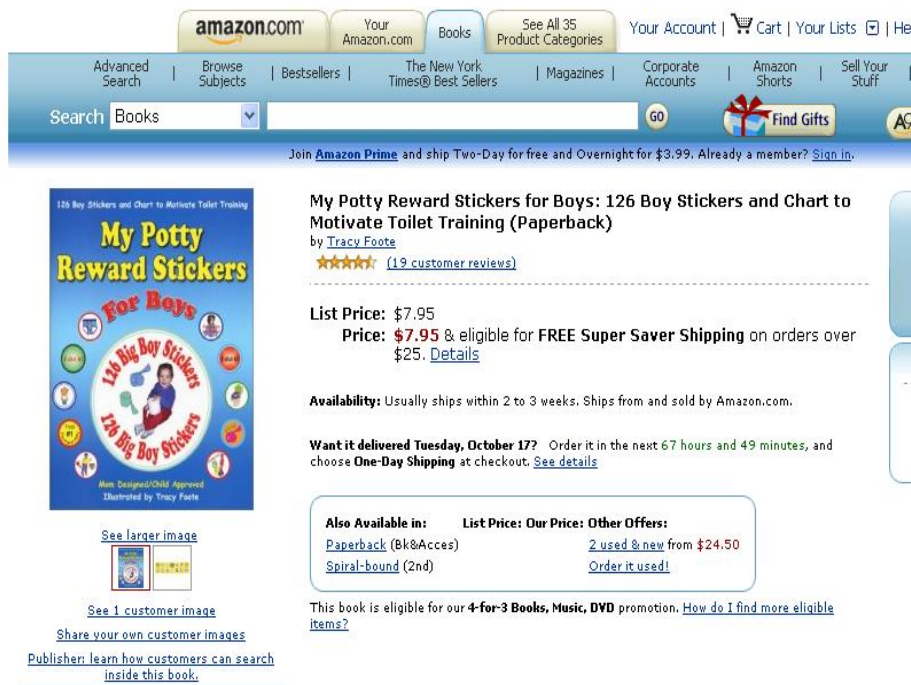 amazon.com
Your Amazon.com
Books
See All 35 Product Categories
Your Account | Cart | Your Lists | He
Advanced Search | Browse Subjects | Bestsellers | The New York Times® Best Sellers | Magazines | Corporate Accounts | Amazon Shorts | Sell Your Stuff |
Search Books GO Find Gifts A9
Join Amazon Prime and ship Two-Day for free and Overnight for $3.99. Already a member? Sign in.
126 Boy Stickers and Chart to Motivate Toilet Training
My Potty
Reward Stickers
For Boys
126 Big Boy Stickers
126 Big Boy Stickers
Mom Designed/Child Approved
Illustrated by Tracy Foote
See larger image
See 1 customer image
Share your own customer images
Publisher: learn how customers can search
inside this book.
My Potty Reward Stickers for Boys: 126 Boy Stickers and Chart to
Motivate Toilet Training (Paperback)
by Tracy Foote
(19 customer reviews)
List Price: $7.95
Price: $7.95 & eligible for FREE Super Saver Shipping on orders over
$25. Details
Availability: Usually ships within 2 to 3 weeks. Ships from and sold by Amazon.com.
Want it delivered Tuesday, October 17? Order it in the next 67 hours and 49 minutes, and
choose One-Day Shipping at checkout. See details
Also Available in: List Price: Our Price: Other Offers:
Paperback (Bk&Acces) 2 used & new from $24.50
Spiral-bound (2nd) Order it used!
This book is eligible for our 4-for-3 Books, Music, DVD promotion. How do I find more eligible
items?